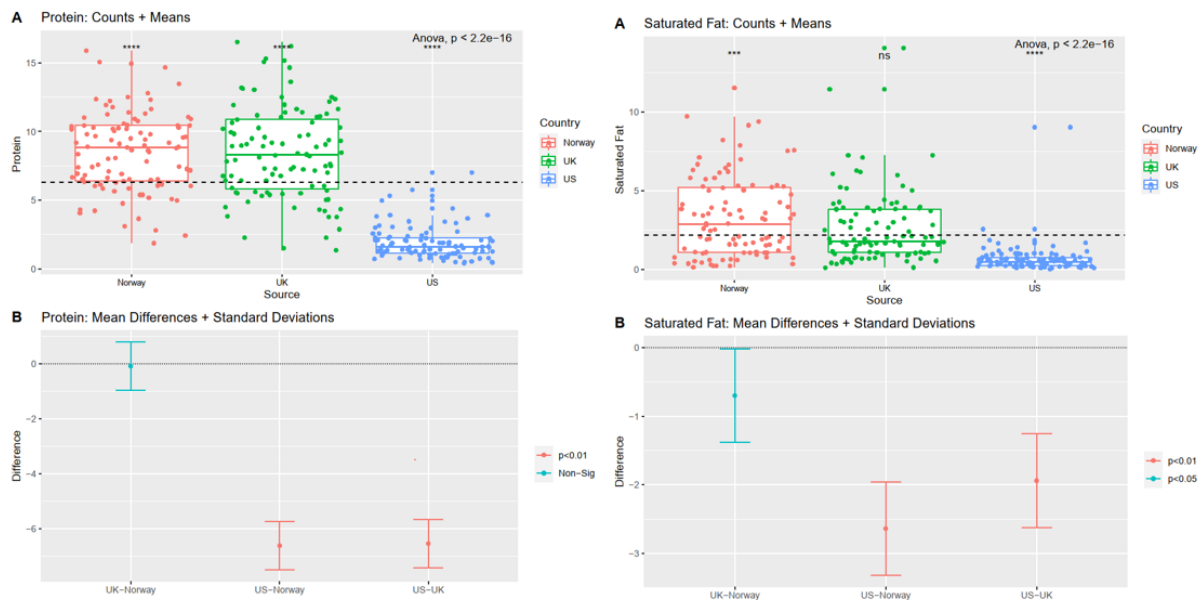 A Protein: Counts + Means
Anova, p < 2.2e−16
**** **** ****
15
10
5
0
Protein
Norway UK US
Source
Country
Norway
UK
US
B Protein: Mean Differences + Standard Deviations
0
−2
−4
−6
Difference
UK−Norway US−Norway US−UK
p<0.01
Non−Sig
A Saturated Fat: Counts + Means
Anova, p < 2.2e−16
*** ns ****
10
5
0
Saturated Fat
Norway UK US
Source
Country
Norway
UK
US
B Saturated Fat: Mean Differences + Standard Deviations
0
−1
−2
−3
Difference
UK−Norway US−Norway US−UK
p<0.01
p<0.05